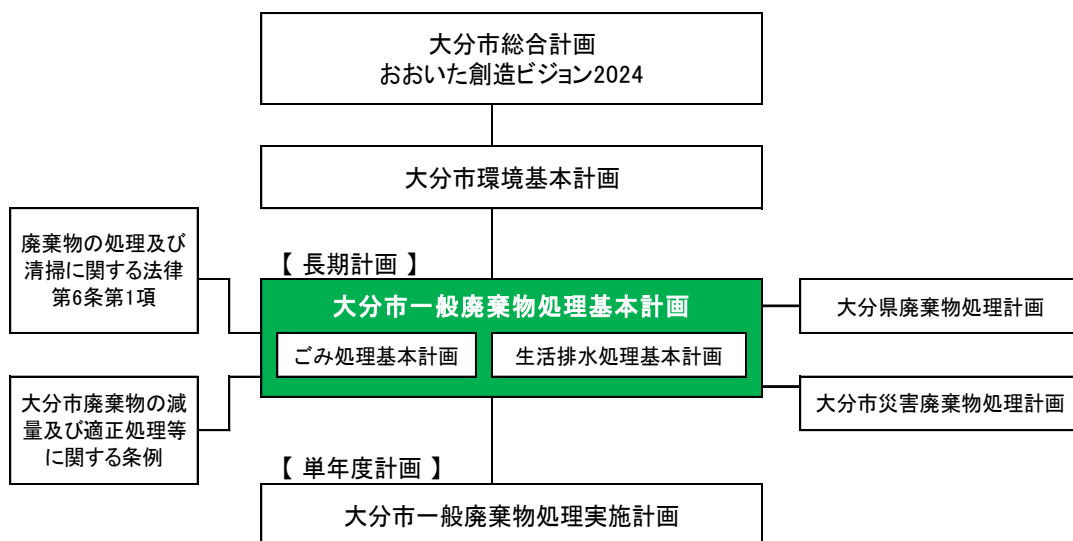 大分市総合計画
おおいた創造ビジョン2024
大分市環境基本計画
廃棄物の処理及び
清掃に関する法律
第6条第1項
【 長期計画 】
大分市一般廃棄物処理基本計画
ごみ処理基本計画
生活排水処理基本計画
大分県廃棄物処理計画
大分市廃棄物の減
量及び適正処理等
に関する条例
大分市災害廃棄物処理計画
【 単年度計画 】
大分市一般廃棄物処理実施計画